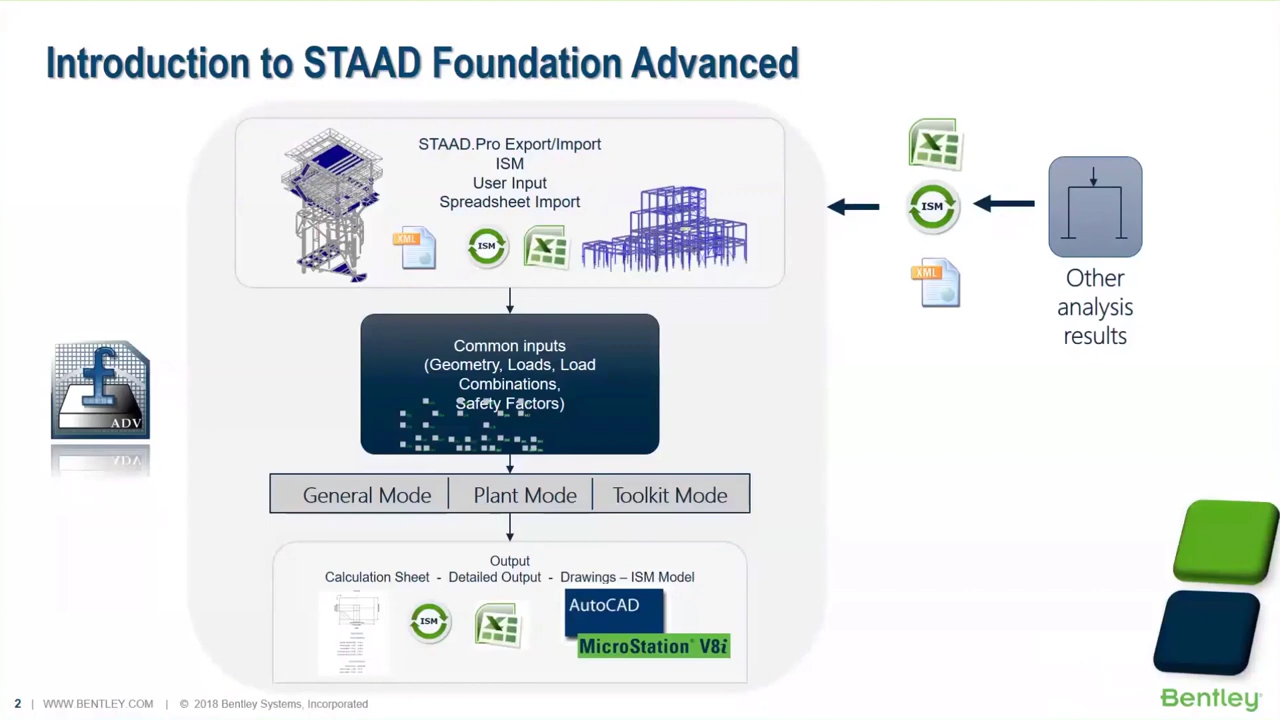 Introduction to STAAD Foundation Advanced
STAAD.Pro Export/Import
ISM
User Input
Spreadsheet Import
XML
ISM
ISM
XML
Other
analysis
results
Common inputs
(Geometry, Loads, Load
Combinations,
Safety Factors)
ADV
General Mode
Plant Mode
Toolkit Mode
Output
Calculation Sheet - Detailed Output - Drawings – ISM Model
ISM
AutoCAD
MicroStation® V8i
2 | WWW.BENTLEY.COM | © 2018 Bentley Systems, Incorporated
Bentley